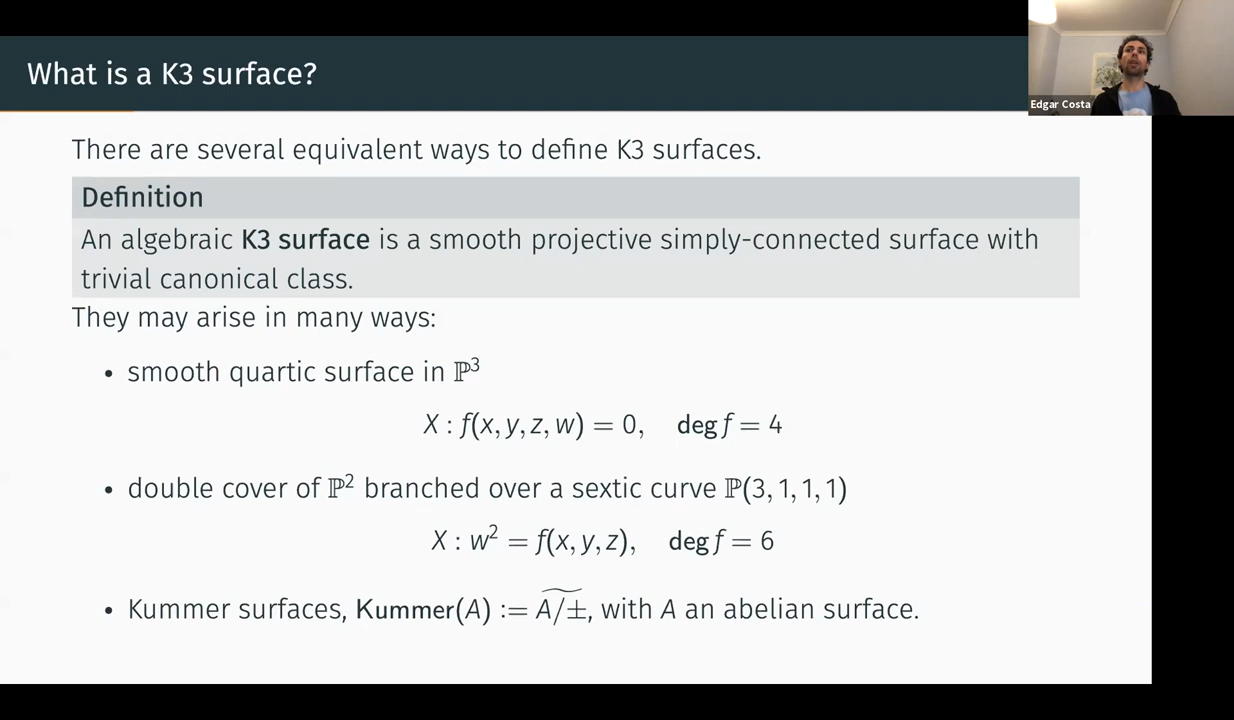 What is a K3 surface?
Edgar Costa
There are several equivalent ways to define K3 surfaces.
Definition
An algebraic K3 surface is a smooth projective simply-connected surface with
trivial canonical class.
They may arise in many ways:
• smooth quartic surface in ℙ³
X : f(x, y, z, w) = 0, deg f = 4
• double cover of ℙ² branched over a sextic curve ℙ(3, 1, 1, 1)
X : w² = f(x, y, z), deg f = 6
• Kummer surfaces, Kummer(A) := \widetilde{A/±}, with A an abelian surface.